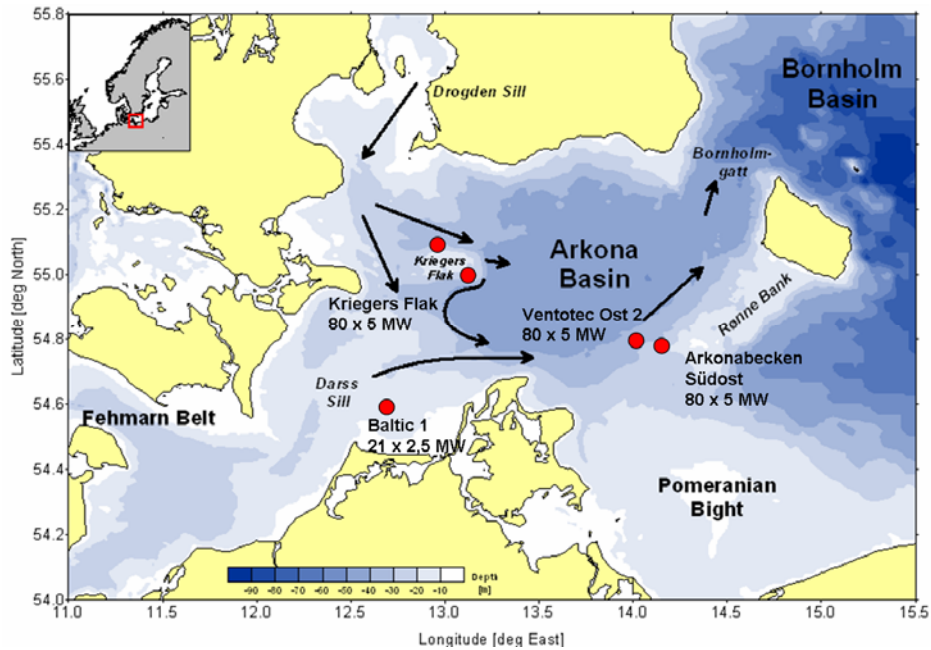 55.8
55.6
55.4
55.2
55.0
54.8
54.6
54.4
54.2
54.0
Latitude [deg North]
Drogden Sill
Bornholm
Basin
Bornholm-
gatt
Arkona
Basin
Kriegers
Flak
Kriegers Flak
80 x 5 MW
Ventotec Ost 2
80 x 5 MW
Rønne Bank
Arkonabecken
Südost
80 x 5 MW
Darss
Sill
Fehmarn Belt
Baltic 1
21 x 2,5 MW
Pomeranian
Bight
-90 -80 -70 -60 -50 -40 -30 -20 -10
Depth
[m]
11.0 11.5 12.0 12.5 13.0 13.5 14.0 14.5 15.0 15.5
Longitude [deg East]